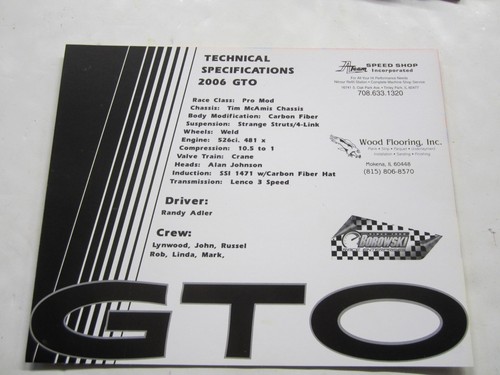 TECHNICAL
SPECIFICATIONS
2006 GTO
Race Class: Pro Mod
Chassis: Tim McAmis Chassis
Body Modification: Carbon Fiber
Suspension: Strange Struts/4-Link
Wheels: Weld
Engine: 526ci. 481 x
Compression: 10.5 to 1
Valve Train: Crane
Heads: Alan Johnson
Induction: SSI 1471 w/Carbon Fiber Hat
Transmission: Lenco 3 Speed
Driver:
Randy Adler
Crew:
Lynwood, John, Russel
Rob, Linda, Mark,
SPEED SHOP
Incorporated
708.633.1320
Wood Flooring, Inc.
Mokena, IL 60448
(815) 806-8570
BOROWSKI
GTO